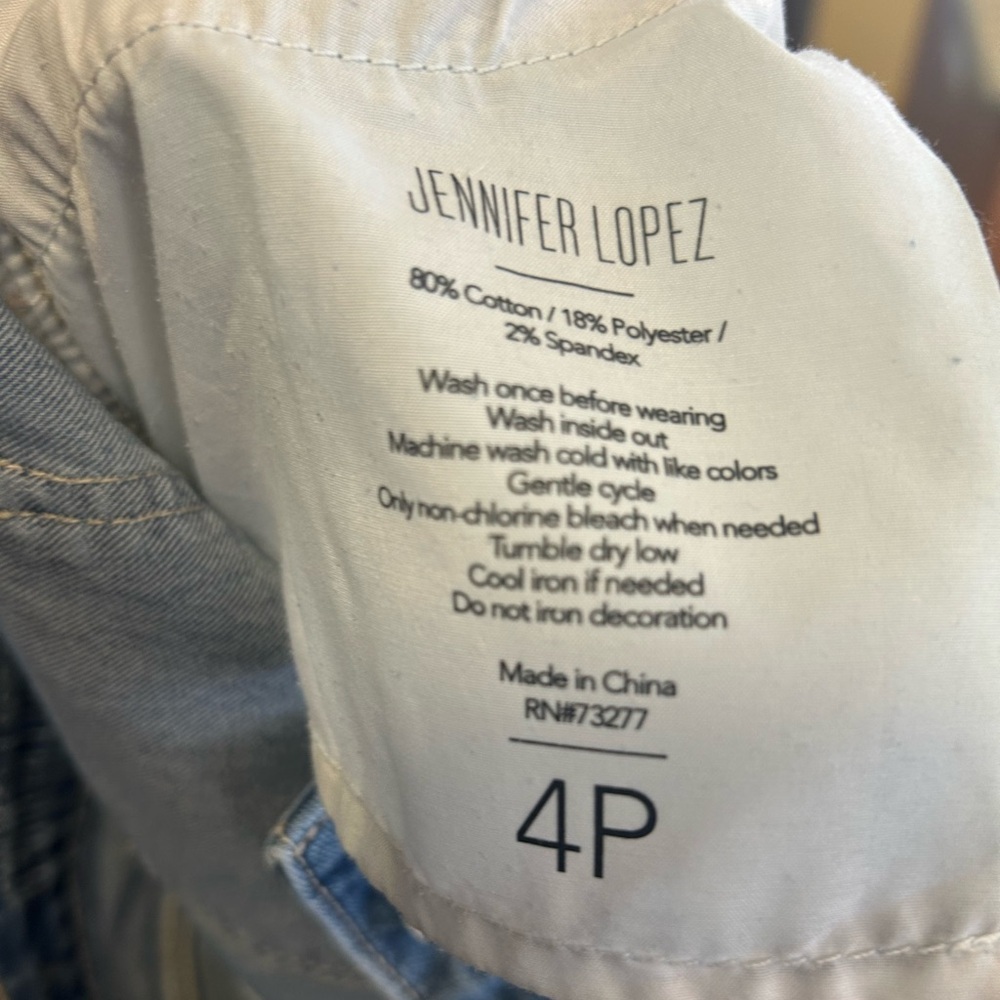 JENNIFER LOPEZ
80% Cotton / 18% Polyester /
2% Spandex
Wash once before wearing
Wash inside out
Machine wash cold with like colors
Gentle cycle
Only non-chlorine bleach when needed
Tumble dry low
Cool iron if needed
Do not iron decoration
Made in China
RN#73277
4P